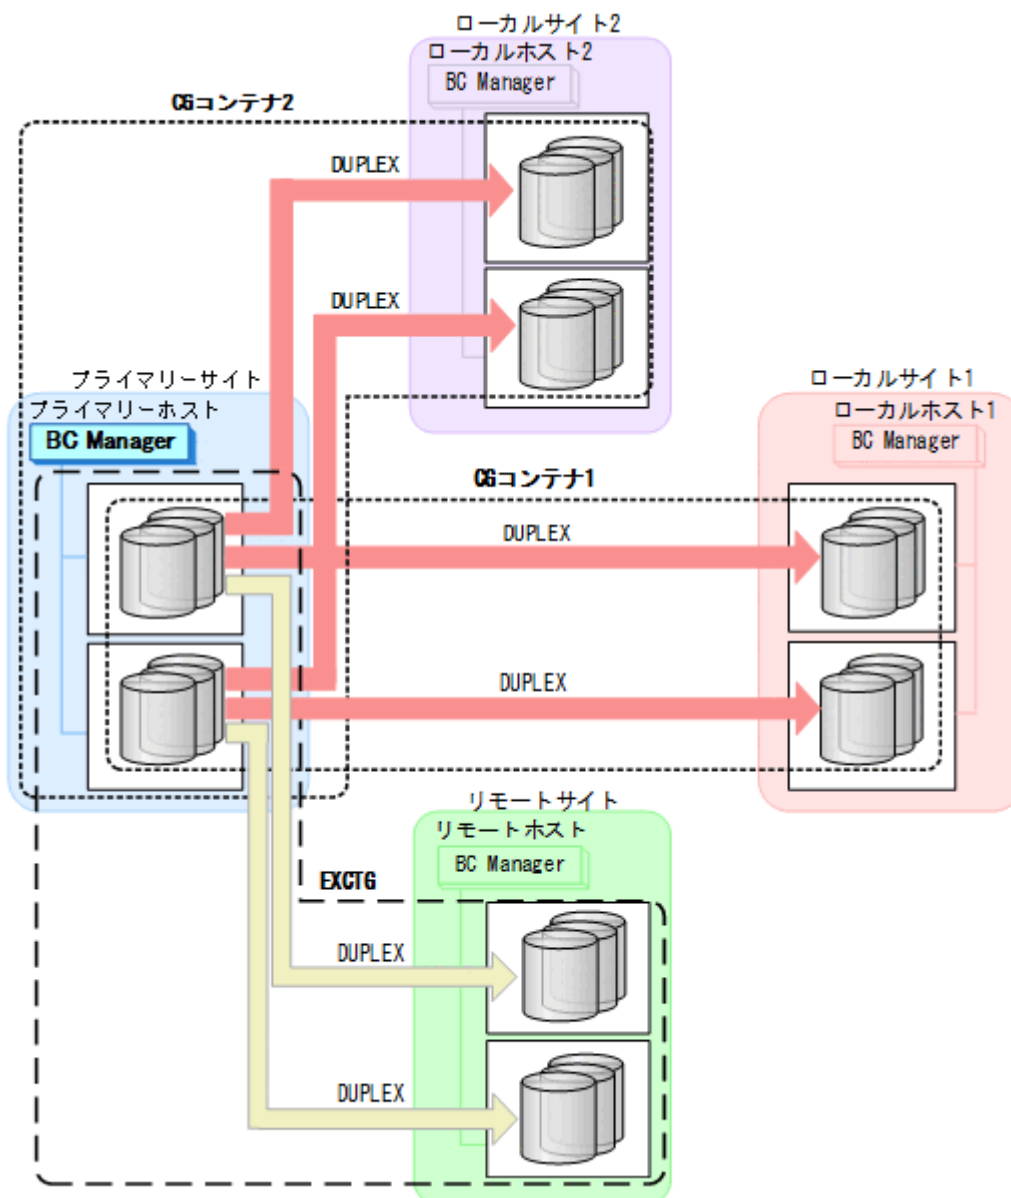 ローカルサイト2
ローカルホスト2
BC Manager
CGコンテナ2
DUPLEX
DUPLEX
プライマリーサイト
プライマリーホスト
BC Manager
ローカルサイト1
ローカルホスト1
BC Manager
CGコンテナ1
DUPLEX
DUPLEX
リモートサイト
リモートホスト
BC Manager
EXCTG
DUPLEX
DUPLEX